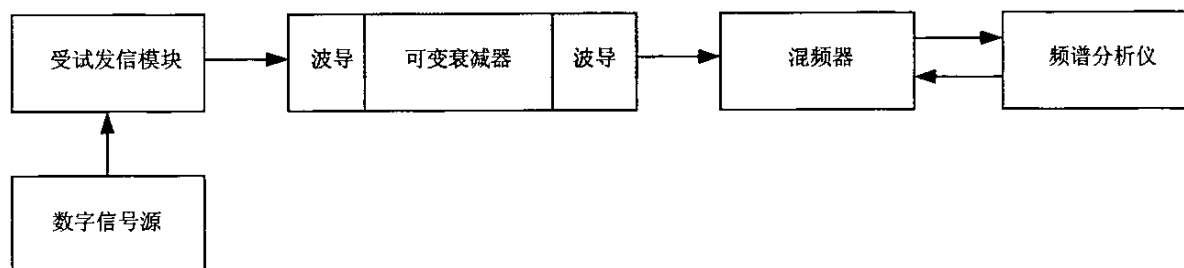 受试发信模块
波导
可变衰减器
波导
混频器
频谱分析仪
数字信号源